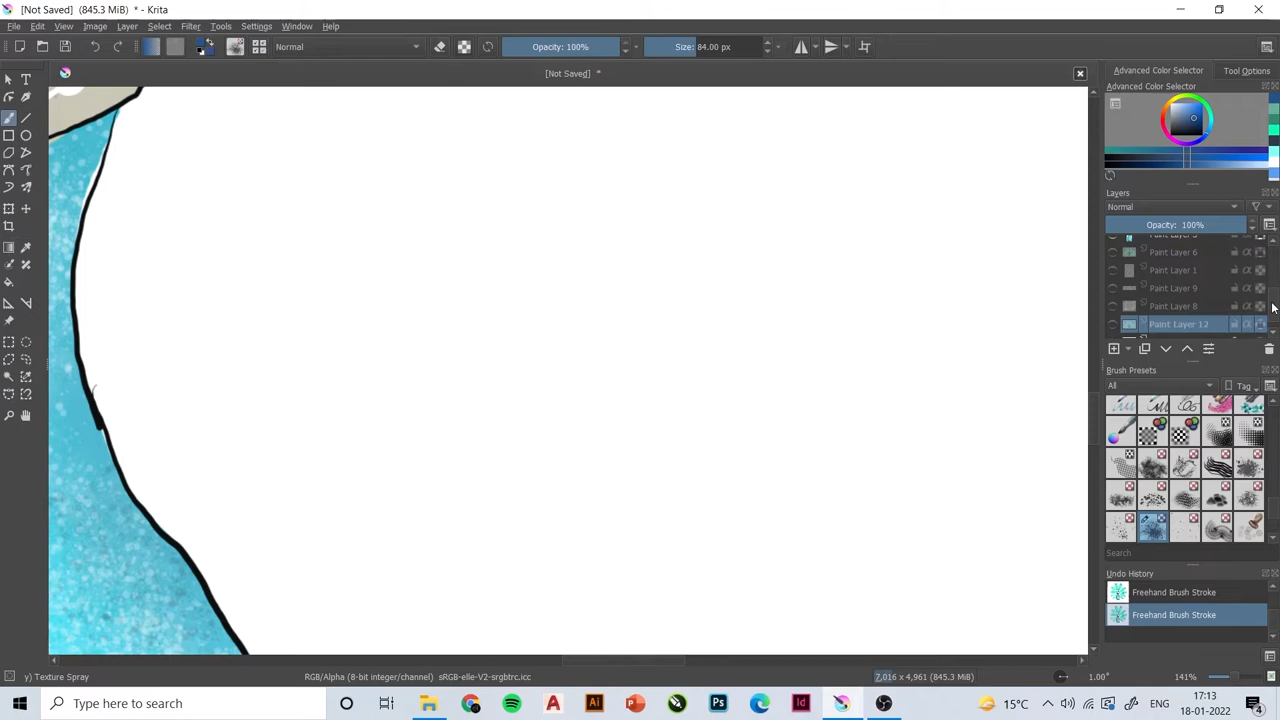 [Not Saved] (845.3 MiB) * - Krita
File Edit View Image Layer Select Filter Tools Settings Window Help
Normal Opacity: 100% Size: 84.00 px
[Not Saved] *
Advanced Color Selector Tool Options
Advanced Color Selector
Layers
Normal
Opacity: 100%
Paint Layer 6
Paint Layer 1
Paint Layer 9
Paint Layer 8
Paint Layer 12
Brush Presets
All Tag
Search
Undo History
Freehand Brush Stroke
Freehand Brush Stroke
y) Texture Spray RGB/Alpha (8-bit integer/channel) sRGB-elle-V2-srgbtrc.icc 7,016 x 4,961 (845.3 MiB) 1.00° 141%
Type here to search 15°C ENG 17:13
18-01-2022 4